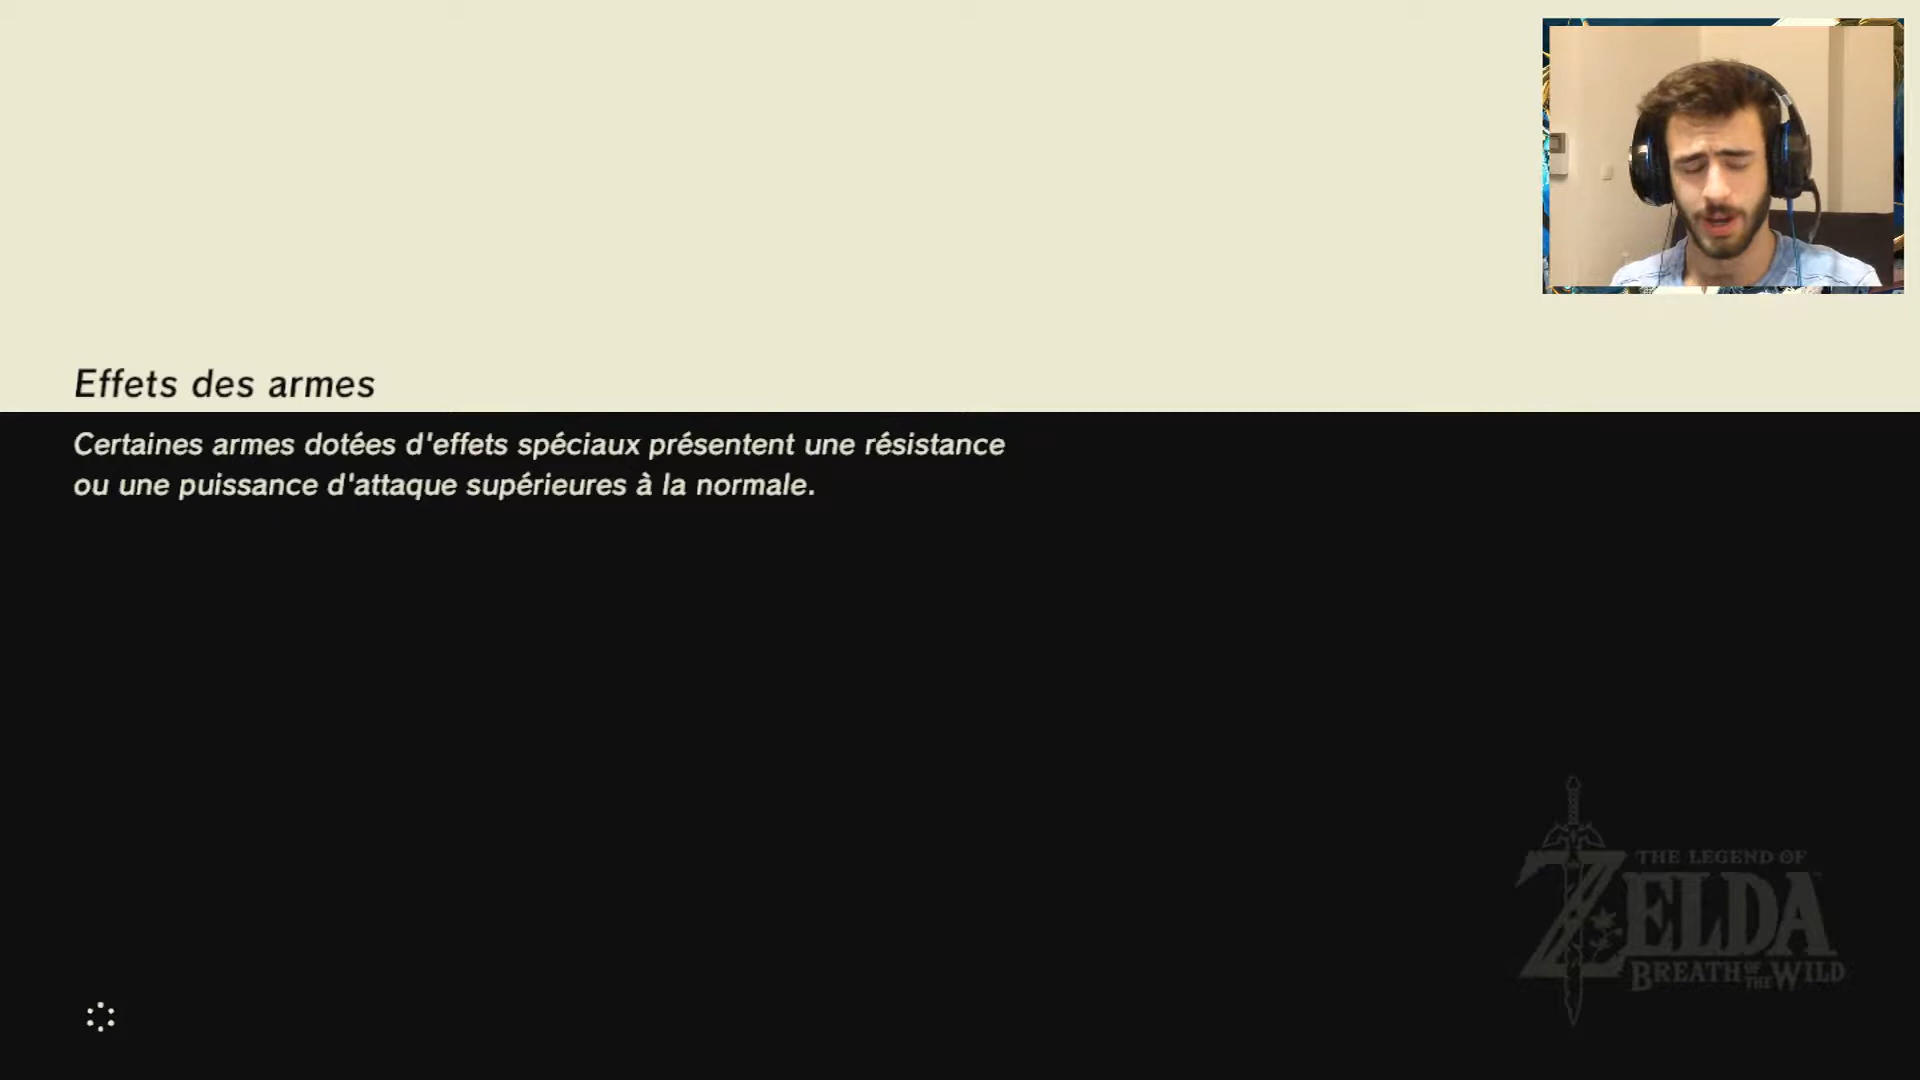 Effets des armes
Certaines armes dotées d'effets spéciaux présentent une résistance
ou une puissance d'attaque supérieures à la normale.
THE LEGEND OF
ZELDA
BREATH OF THE WILD